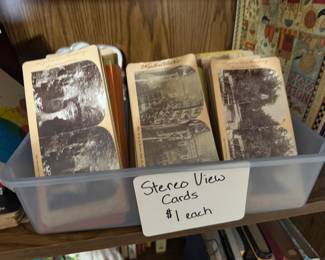 Stereo View
Cards
$1 each